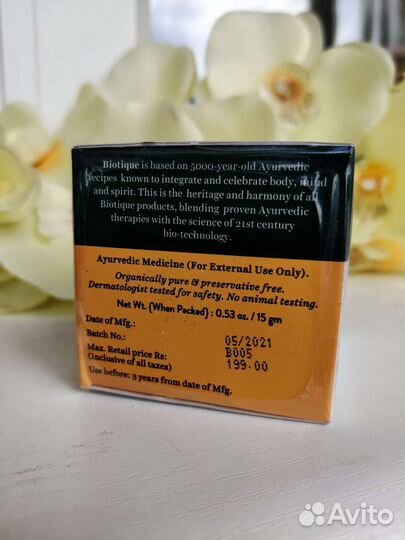 Biotique is based on 5000-year-old Ayurvedic
recipes known to integrate and celebrate body, mind
and spirit. This is the heritage and harmony of all
Biotique products, blending proven Ayurvedic
therapies with the science of 21st century
bio-technology.
Ayurvedic Medicine (For External Use Only).
Organically pure & preservative free.
Dermatologist tested for safety. No animal testing.
Net Wt. (When Packed) : 0.53 oz. / 15 gm
Date of Mfg.: 05/2021
Batch No.: B005
Max. Retail price Rs: 199.00
(Inclusive of all taxes)
Use before: 3 years from date of Mfg.
Avito